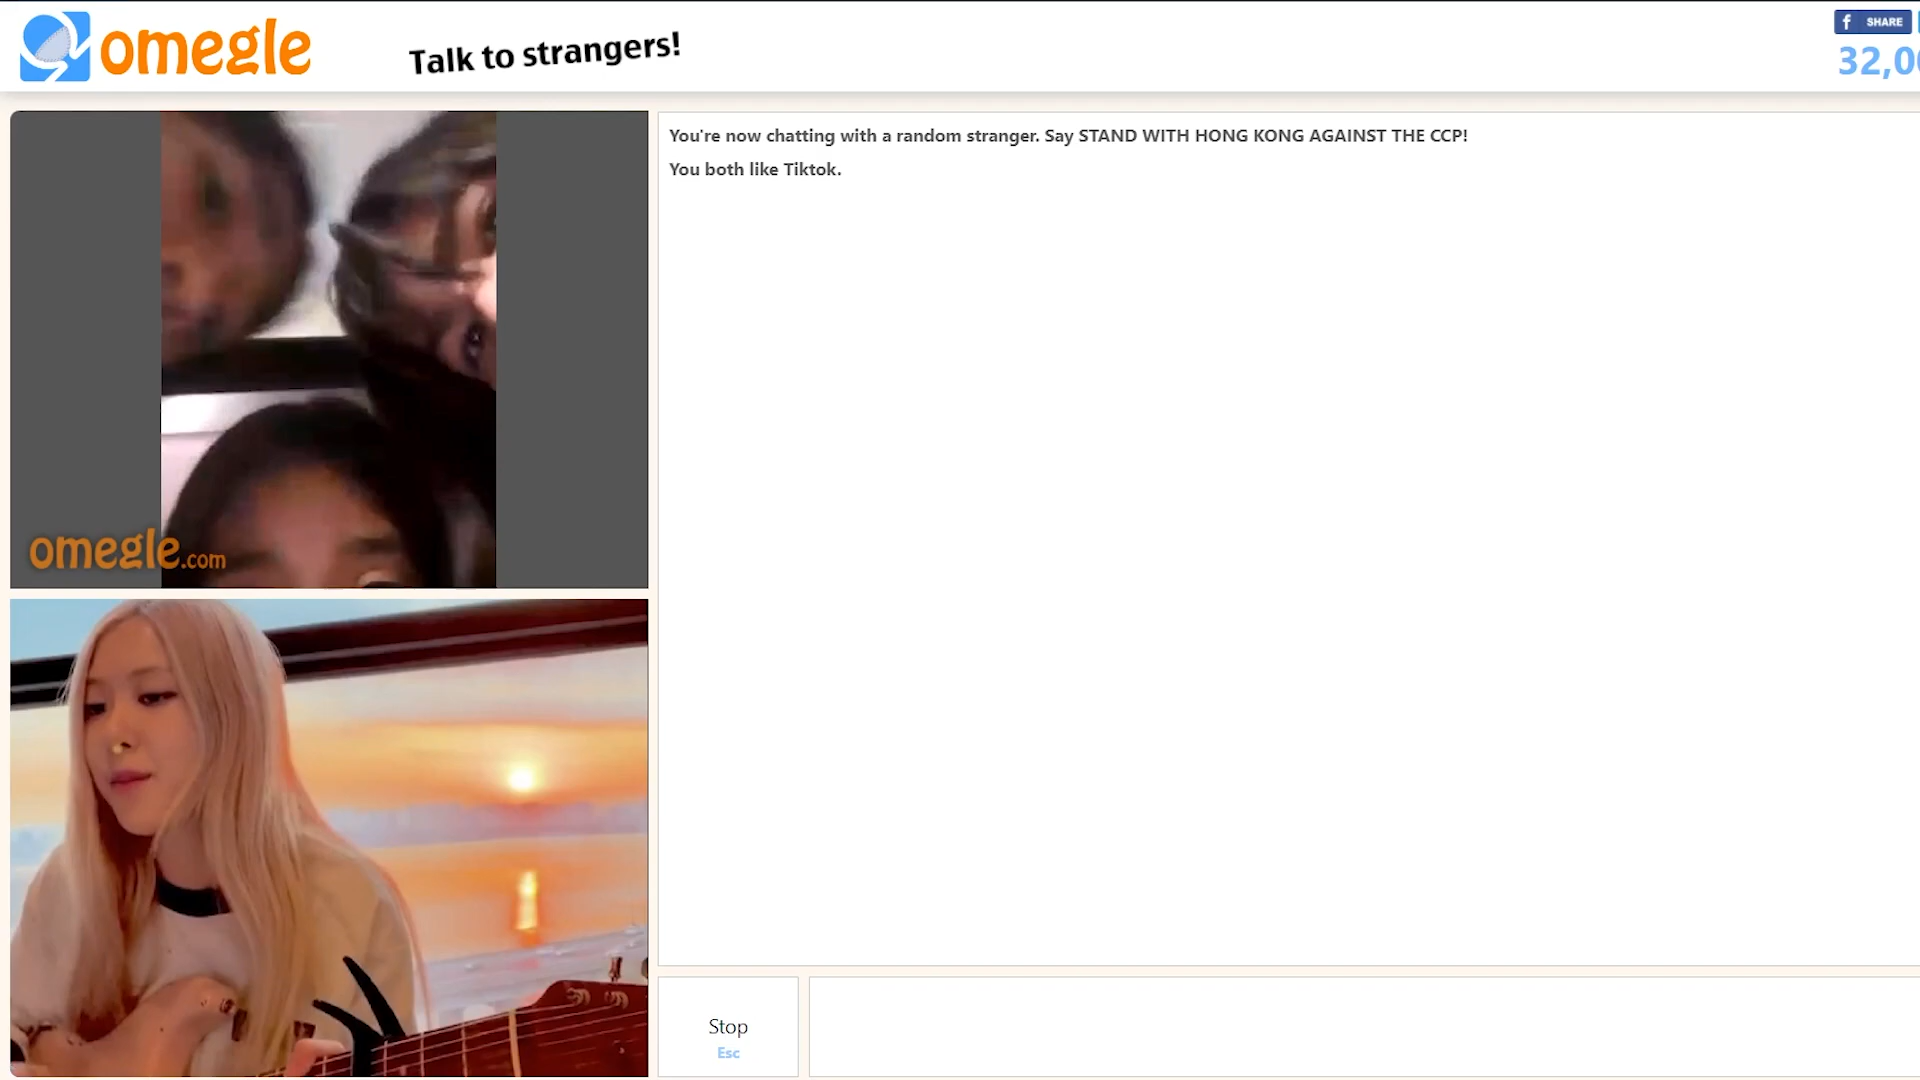 omegle
Talk to strangers!
f SHARE
32,0
You're now chatting with a random stranger. Say STAND WITH HONG KONG AGAINST THE CCP!
You both like Tiktok.
omegle.com
Stop
Esc